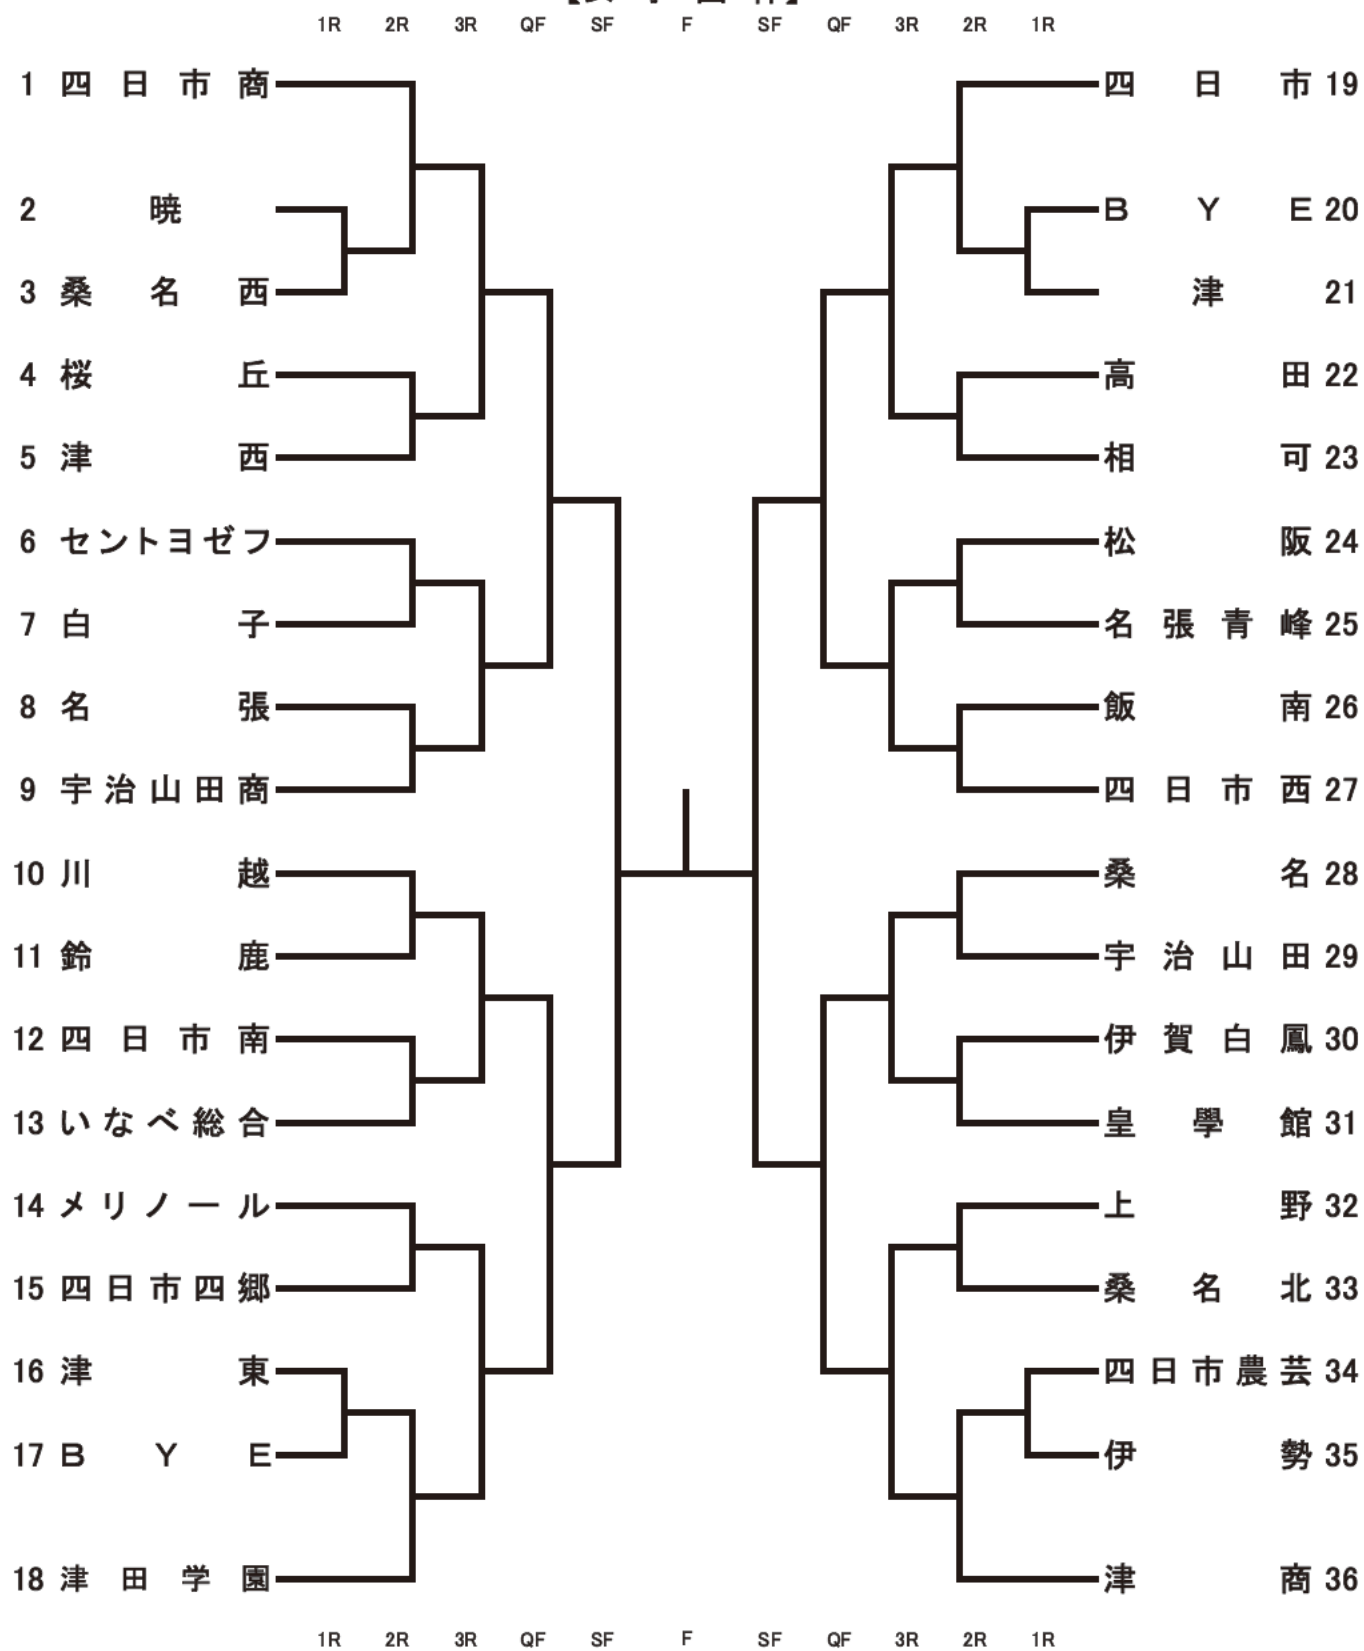 1R 2R 3R QF SF F SF QF 3R 2R 1R
1 四日市商 四日市 19
2 暁 BYE 20
3 桑名西 津 21
4 桜丘 高田 22
5 津西 相可 23
6 セントヨゼフ 松阪 24
7 白子 名張青峰 25
8 名張 飯南 26
9 宇治山田商 四日市西 27
10 川越 桑名 28
11 鈴鹿 宇治山田 29
12 四日市南 伊賀白鳳 30
13 いなべ総合 皇學館 31
14 メリノール 上野 32
15 四日市四郷 桑名北 33
16 津東 四日市農芸 34
17 BYE 伊勢 35
18 津田学園 津商 36
1R 2R 3R QF SF F SF QF 3R 2R 1R